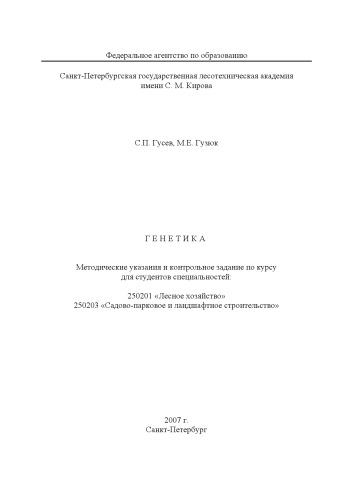 Федеральное агентство по образованию
Санкт-Петербургская государственная лесотехническая академия
имени С. М. Кирова
С.П. Гусев, М.Е. Гузюк
Г Е Н Е Т И К А
Методические указания и контрольное задание по курсу
для студентов специальностей:
250201 «Лесное хозяйство»
250203 «Садово-парковое и ландшафтное строительство»
2007 г.
Санкт-Петербург